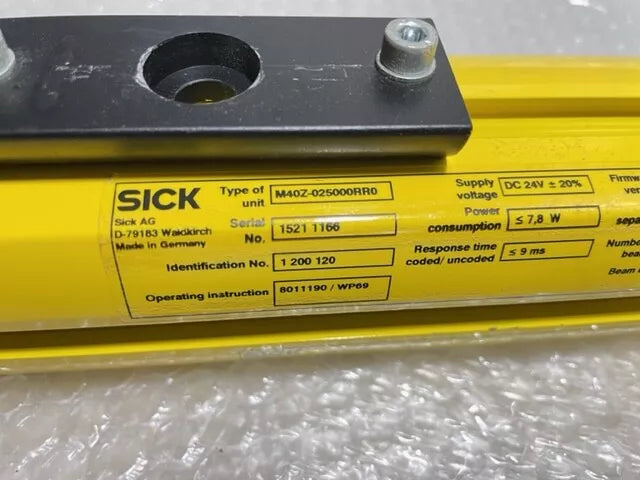 SICK
Sick AG
D-79183 Waldkirch
Made in Germany
Type of unit M40Z-025000RR0
Serial No. 1521 1166
Identification No. 1 200 120
Operating instruction 8011190 / WP69
Supply voltage DC 24V ± 20%
Power consumption ≤ 7,8 W
Response time coded/ uncoded ≤ 9 ms